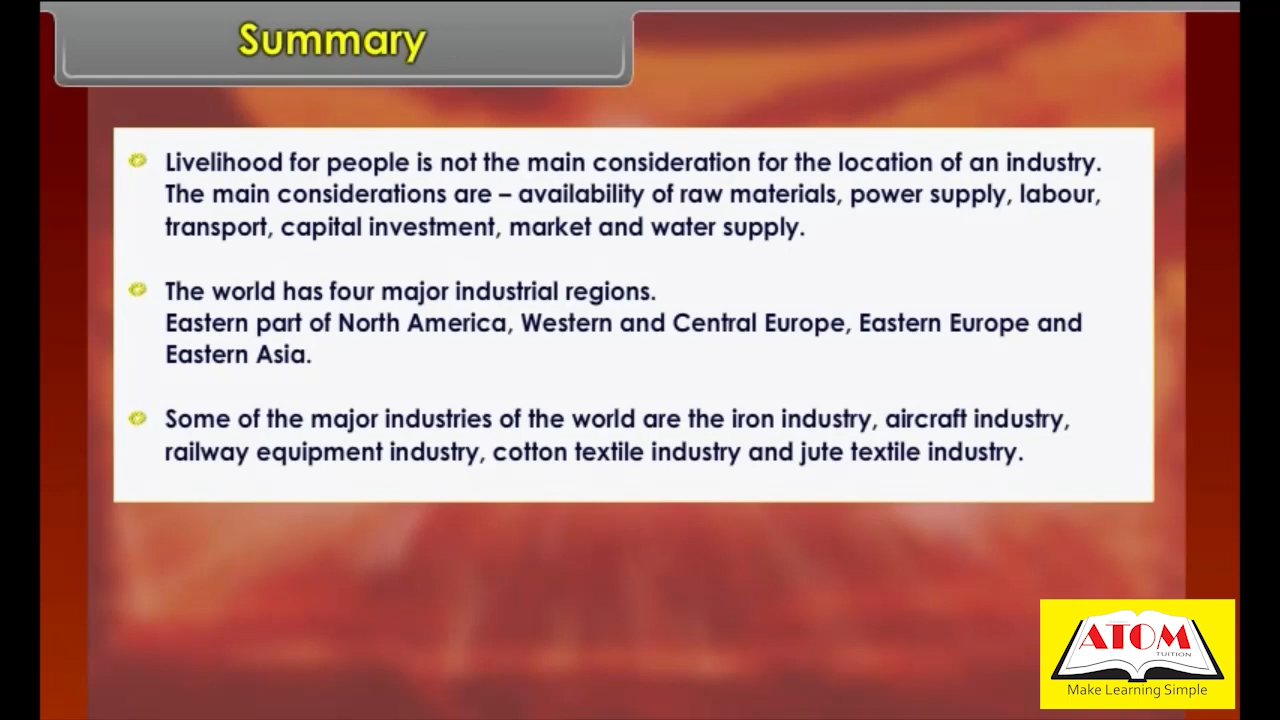 Summary
Livelihood for people is not the main consideration for the location of an industry.
The main considerations are – availability of raw materials, power supply, labour,
transport, capital investment, market and water supply.
The world has four major industrial regions.
Eastern part of North America, Western and Central Europe, Eastern Europe and
Eastern Asia.
Some of the major industries of the world are the iron industry, aircraft industry,
railway equipment industry, cotton textile industry and jute textile industry.
ATOM
TUITION
Make Learning Simple